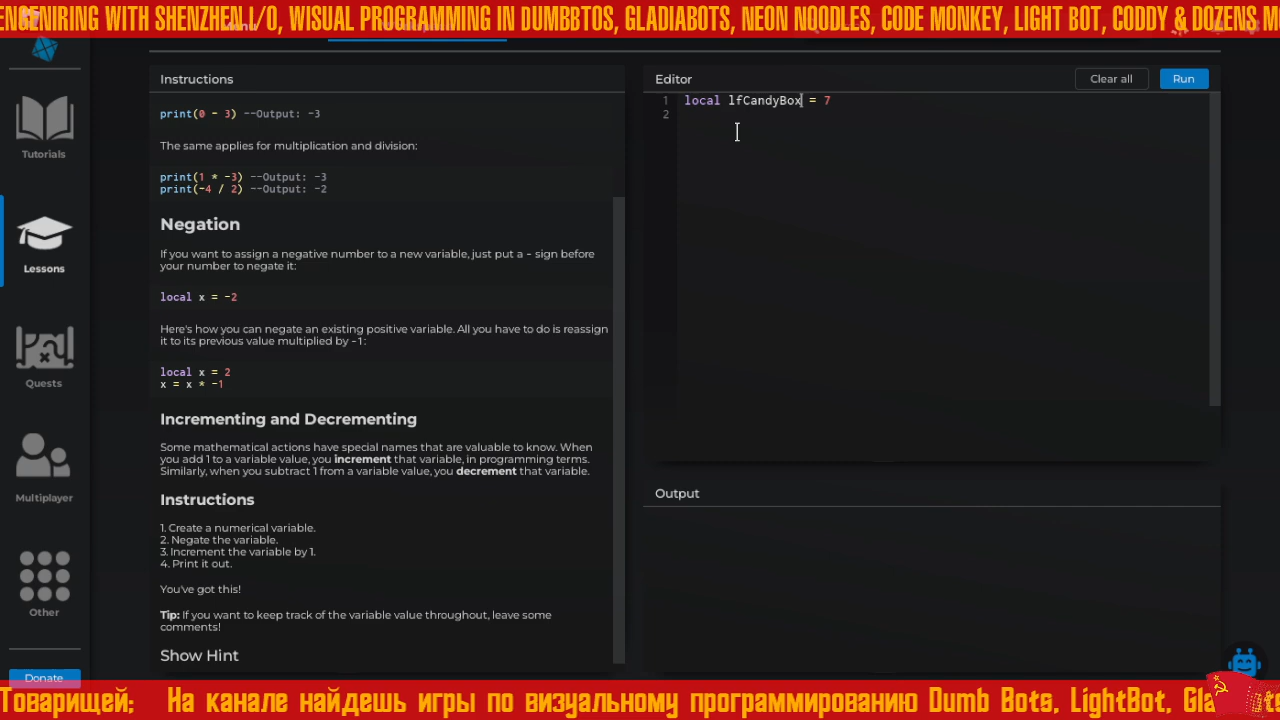 ENGENIRING WITH SHENZHEN I/O, WISUAL PROGRAMMING IN DUMBBTOS, GLADIABOTS, NEON NOODLES, CODE MONKEY, LIGHT BOT, CODDY & DOZENS M
Instructions
print(0 - 3) --Output: -3
The same applies for multiplication and division:
print(1 * -3) --Output: -3
print(-4 / 2) --Output: -2
Negation
If you want to assign a negative number to a new variable, just put a - sign before
your number to negate it:
local x = -2
Here's how you can negate an existing positive variable. All you have to do is reassign
it to its previous value multiplied by -1:
local x = 2
x = x * -1
Incrementing and Decrementing
Some mathematical actions have special names that are valuable to know. When
you add 1 to a variable value, you increment that variable, in programming terms.
Similarly, when you subtract 1 from a variable value, you decrement that variable.
Instructions
1. Create a numerical variable.
2. Negate the variable.
3. Increment the variable by 1.
4. Print it out.
You've got this!
Tip: If you want to keep track of the variable value throughout, leave some
comments!
Show Hint
Editor
Clear all
Run
1 local lfCandyBox = 7
2
Output
Tutorials
Lessons
Quests
Multiplayer
Other
Donate
Товарищей; На канале найдешь игры по визуальному программированию Dumb Bots, LightBot, Gla